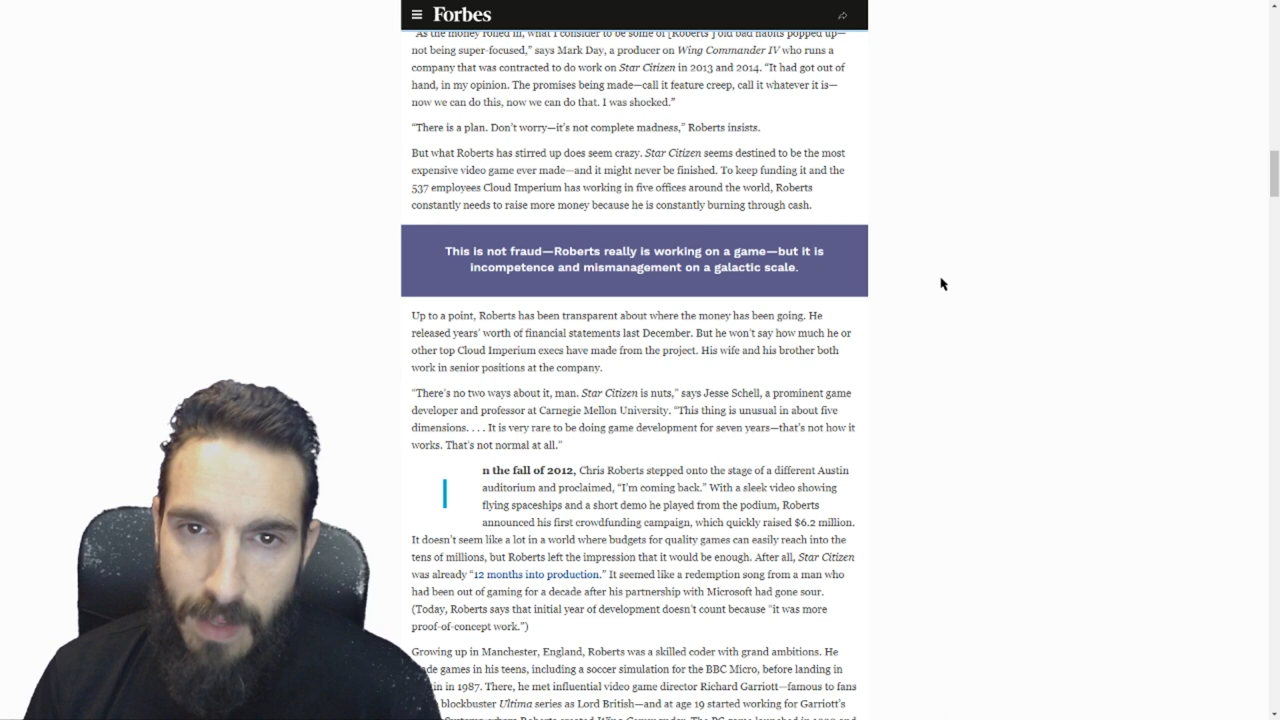 Forbes
"As the money rolled in, what I consider to be some of [Roberts'] old bad habits popped up—
not being super-focused," says Mark Day, a producer on Wing Commander IV who runs a
company that was contracted to do work on Star Citizen in 2013 and 2014. "It had got out of
hand, in my opinion. The promises being made—call it feature creep, call it whatever it is—
now we can do this, now we can do that. I was shocked."
"There is a plan. Don't worry—it's not complete madness," Roberts insists.
But what Roberts has stirred up does seem crazy. Star Citizen seems destined to be the most
expensive video game ever made—and it might never be finished. To keep funding it and the
537 employees Cloud Imperium has working in five offices around the world, Roberts
constantly needs to raise more money because he is constantly burning through cash.
This is not fraud—Roberts really is working on a game—but it is
incompetence and mismanagement on a galactic scale.
Up to a point, Roberts has been transparent about where the money has been going. He
released years' worth of financial statements last December. But he won't say how much he or
other top Cloud Imperium execs have made from the project. His wife and his brother both
work in senior positions at the company.
"There's no two ways about it, man. Star Citizen is nuts," says Jesse Schell, a prominent game
developer and professor at Carnegie Mellon University. "This thing is unusual in about five
dimensions. . . . It is very rare to be doing game development for seven years—that's not how it
works. That's not normal at all."
In the fall of 2012, Chris Roberts stepped onto the stage of a different Austin
auditorium and proclaimed, "I'm coming back." With a sleek video showing
flying spaceships and a short demo he played from the podium, Roberts
announced his first crowdfunding campaign, which quickly raised $6.2 million.
It doesn't seem like a lot in a world where budgets for quality games can easily reach into the
tens of millions, but Roberts left the impression that it would be enough. After all, Star Citizen
was already "12 months into production." It seemed like a redemption song from a man who
had been out of gaming for a decade after his partnership with Microsoft had gone sour.
(Today, Roberts says that initial year of development doesn't count because "it was more
proof-of-concept work.")
Growing up in Manchester, England, Roberts was a skilled coder with grand ambitions. He
games in his teens, including a soccer simulation for the BBC Micro, before landing in
in 1987. There, he met influential video game director Richard Garriott—famous to fans
blockbuster Ultima series as Lord British—and at age 19 started working for Garriott's